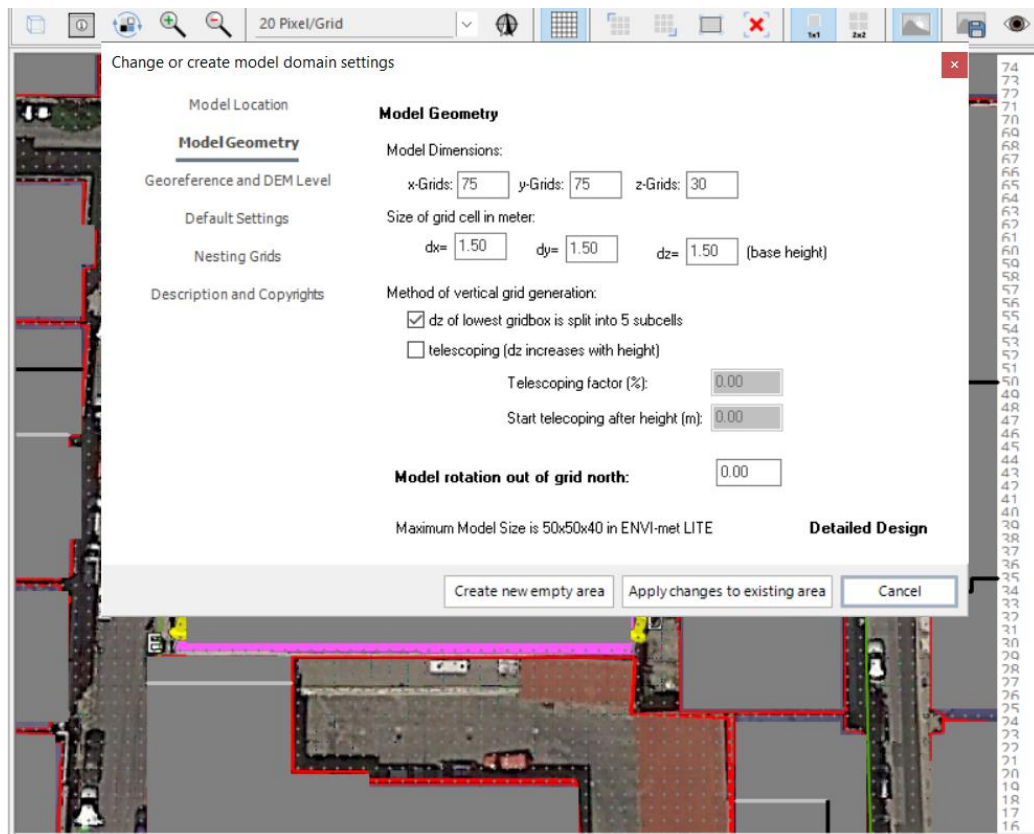 20 Pixel/Grid
1x1
2x2
Change or create model domain settings
Model Location
Model Geometry
Georeference and DEM Level
Default Settings
Nesting Grids
Description and Copyrights
Model Geometry
Model Dimensions:
x-Grids: 75 y-Grids: 75 z-Grids: 30
Size of grid cell in meter:
dx= 1.50 dy= 1.50 dz= 1.50 (base height)
Method of vertical grid generation:
dz of lowest gridbox is split into 5 subcells
telescoping (dz increases with height)
Telescoping factor (%): 0.00
Start telecoping after height (m): 0.00
Model rotation out of grid north: 0.00
Maximum Model Size is 50x50x40 in ENVI-met LITE Detailed Design
Create new empty area Apply changes to existing area Cancel
74
73
72
71
70
69
68
67
66
65
64
63
62
61
60
59
58
57
56
55
54
53
52
51
50
49
48
47
46
45
44
43
42
41
40
39
38
37
36
35
34
33
32
31
30
29
28
27
26
25
24
23
22
21
20
19
18
17
16